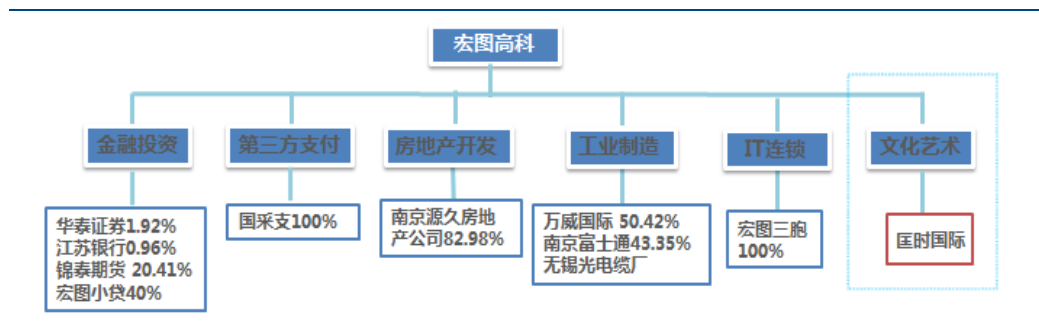 宏图高科
金融投资
第三方支付
房地产开发
工业制造
IT连锁
文化艺术
华泰证券1.92%
江苏银行0.96%
锦泰期货 20.41%
宏图小贷40%
国采支100%
南京源久房地
产公司82.98%
万威国际 50.42%
南京富士通43.35%
无锡光电缆厂
宏图三胞
100%
匡时国际